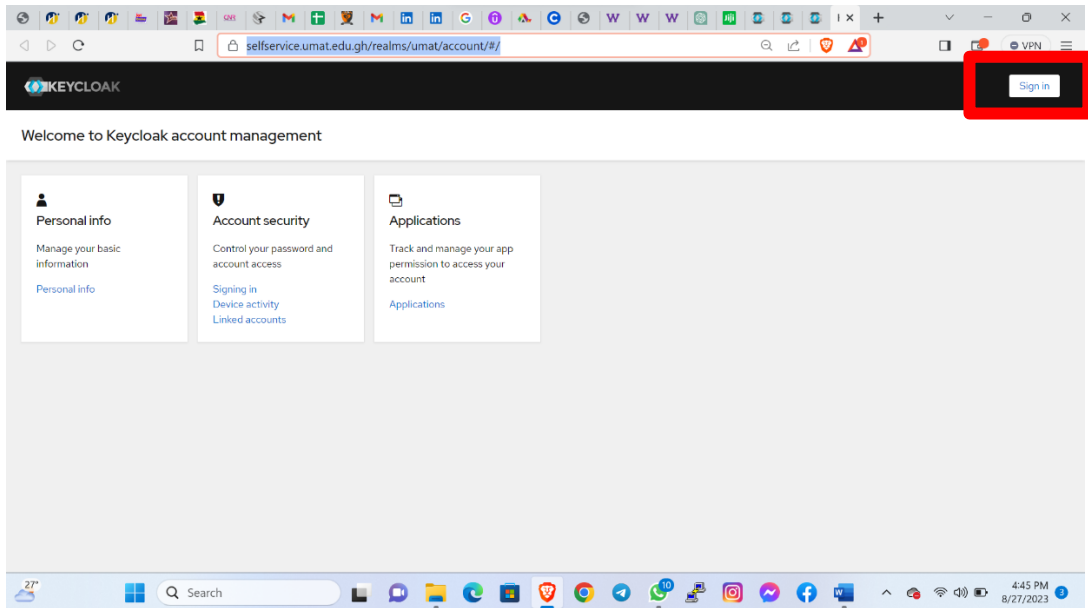 selfservice.umat.edu.gh/realms/umat/account/#/
VPN
KEYCLOAK
Sign in
Welcome to Keycloak account management
Personal info
Manage your basic
information
Personal info
Account security
Control your password and
account access
Signing in
Device activity
Linked accounts
Applications
Track and manage your app
permission to access your
account
Applications
27°
Search
10
4:45 PM
8/27/2023
3